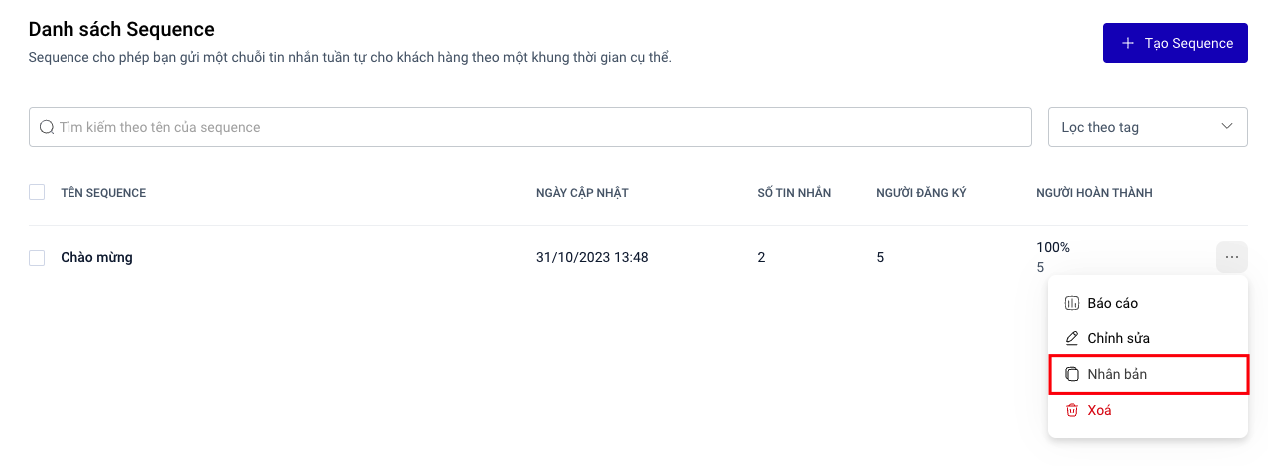 Danh sách Sequence
Sequence cho phép bạn gửi một chuỗi tin nhắn tuần tự cho khách hàng theo một khung thời gian cụ thể.
Tạo Sequence
Tìm kiếm theo tên của sequence
Lọc theo tag
TÊN SEQUENCE NGÀY CẬP NHẬT SỐ TIN NHẮN NGƯỜI ĐĂNG KÝ NGƯỜI HOÀN THÀNH
Chào mừng 31/10/2023 13:48 2 5 100%
5
Báo cáo
Chỉnh sửa
Nhân bản
Xoá